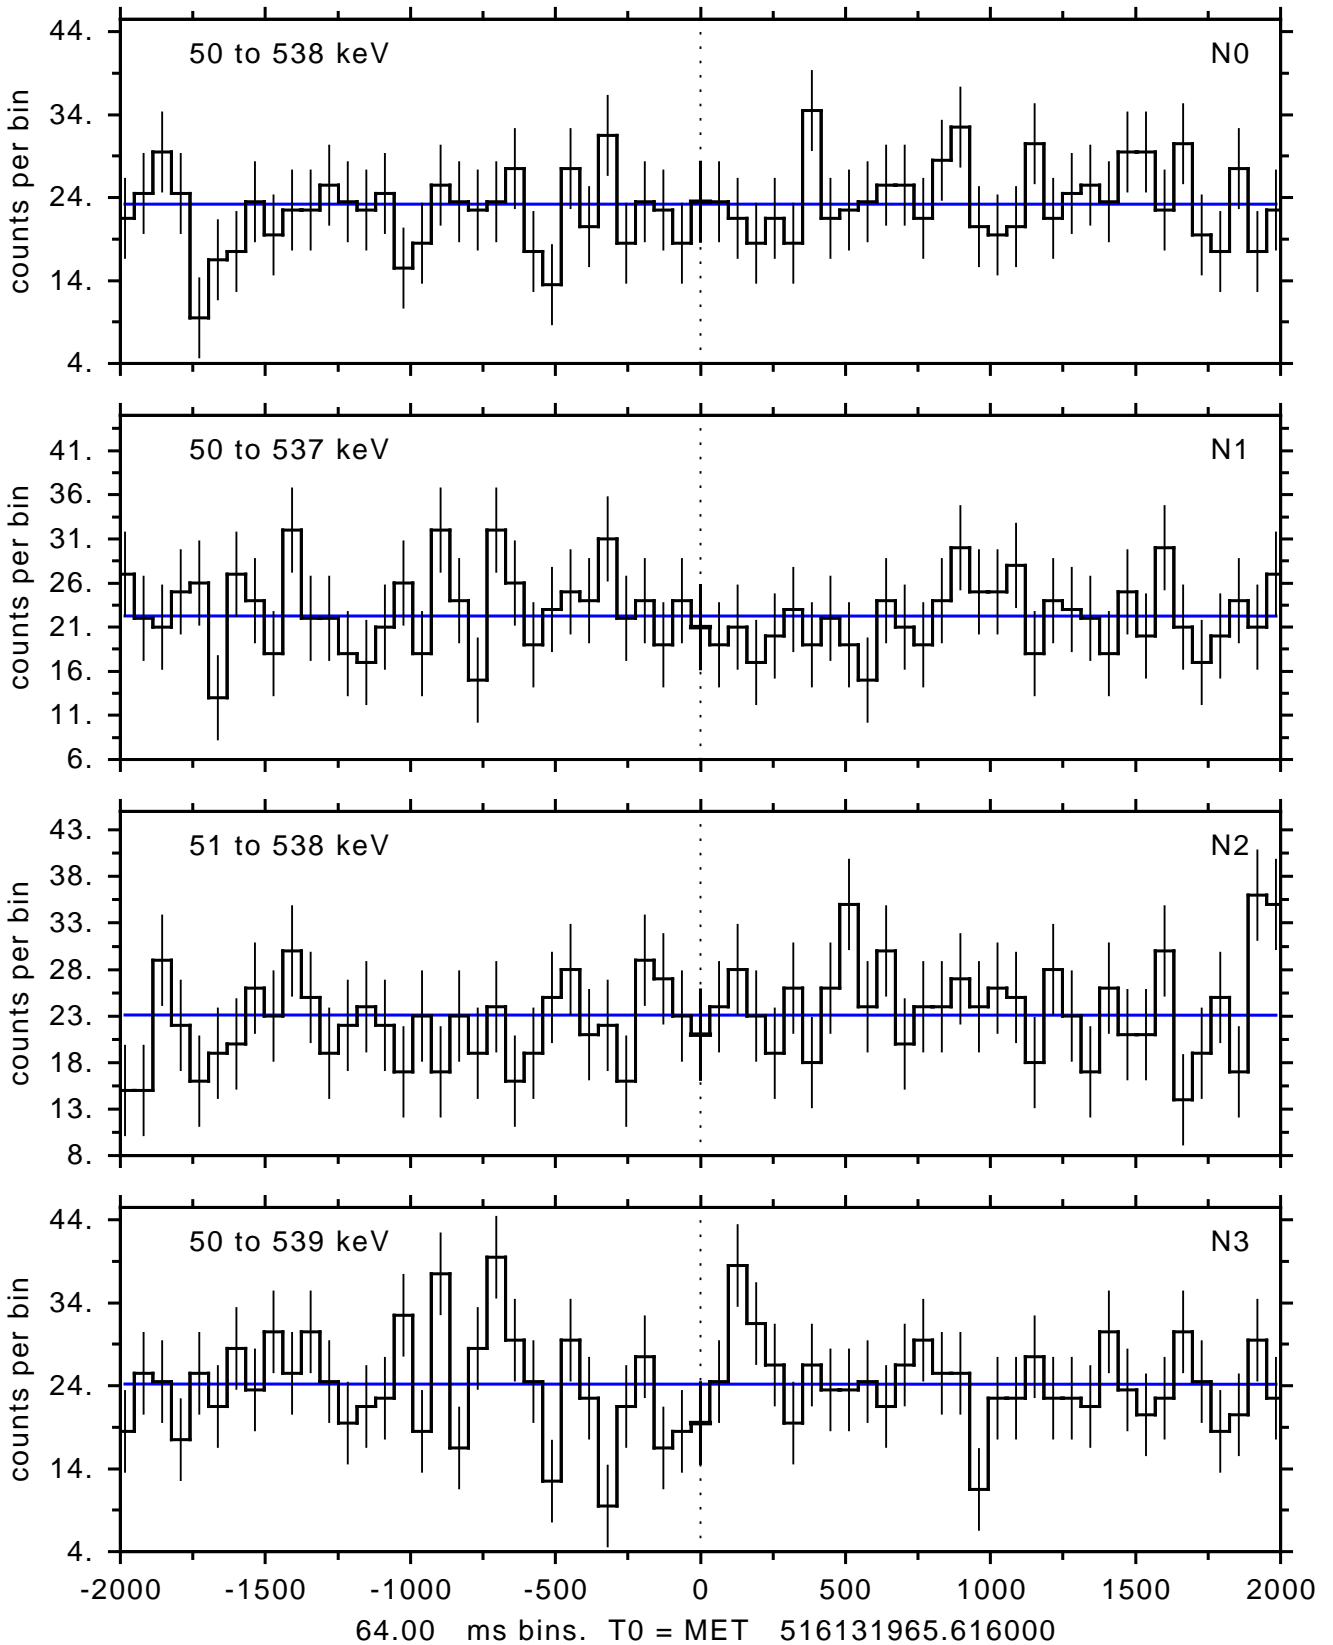 50 to 538 keV N0
44.
34.
24.
14.
4.
counts per bin
50 to 537 keV N1
41.
36.
31.
26.
21.
16.
11.
6.
counts per bin
51 to 538 keV N2
43.
38.
33.
28.
23.
18.
13.
8.
counts per bin
50 to 539 keV N3
44.
34.
24.
14.
4.
counts per bin
-2000 -1500 -1000 -500 0 500 1000 1500 2000
64.00 ms bins. T0 = MET 516131965.616000